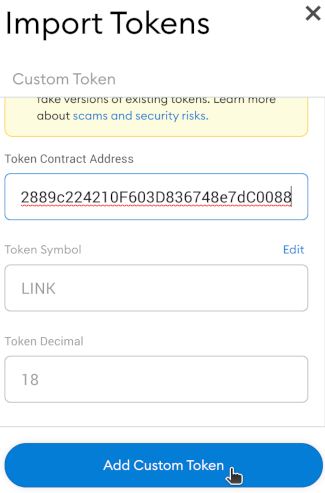 Import Tokens
Custom Token
fake versions of existing tokens. Learn more
about scams and security risks.
Token Contract Address
2889c224210F603D836748e7dC0088
Token Symbol
Edit
LINK
Token Decimal
18
Add Custom Token